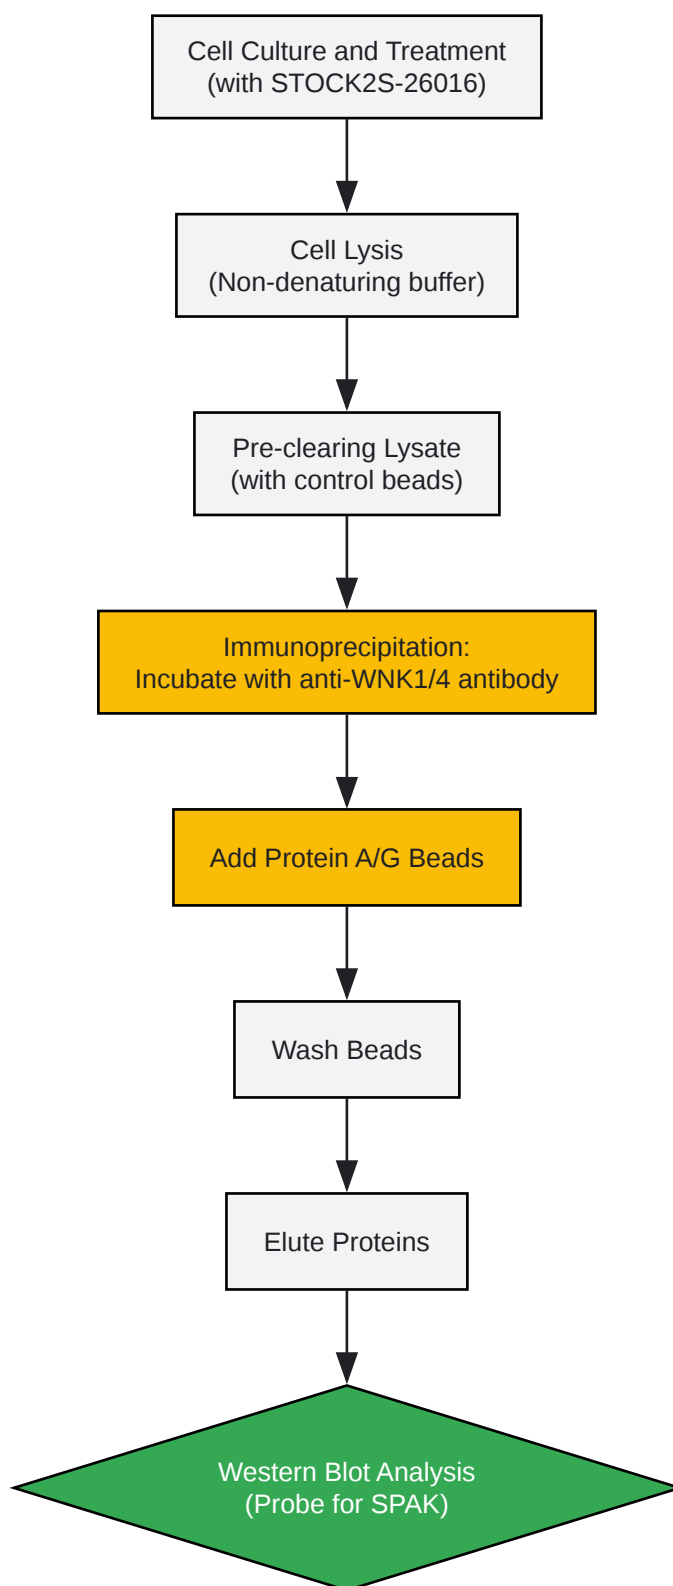 Cell Culture and Treatment
(with STOCK2S-26016)
Cell Lysis
(Non-denaturing buffer)
Pre-clearing Lysate
(with control beads)
Immunoprecipitation:
Incubate with anti-WNK1/4 antibody
Add Protein A/G Beads
Wash Beads
Elute Proteins
Western Blot Analysis
(Probe for SPAK)